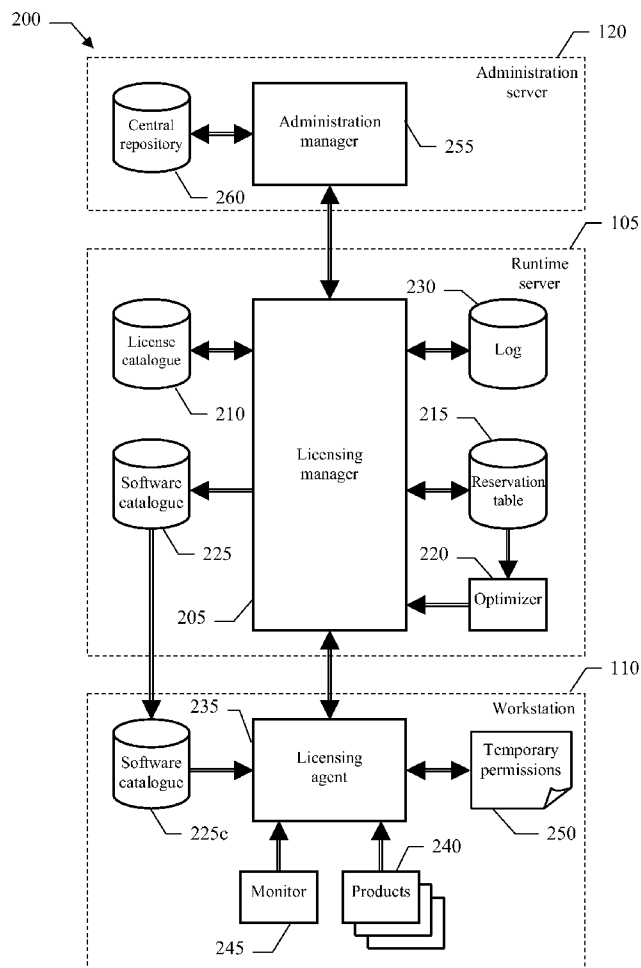 200
120
Administration
server
Central
repository
Administration
manager
255
260
105
Runtime
server
230
License
catalogue
Log
210
215
Software
catalogue
Licensing
manager
Reservation
table
225
220
Optimizer
205
110
Workstation
235
Software
catalogue
Licensing
agent
Temporary
permissions
225c
250
240
Monitor
Products
245